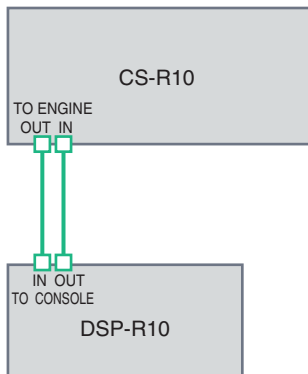 CS-R10
TO ENGINE
OUT IN
IN OUT
TO CONSOLE
DSP-R10